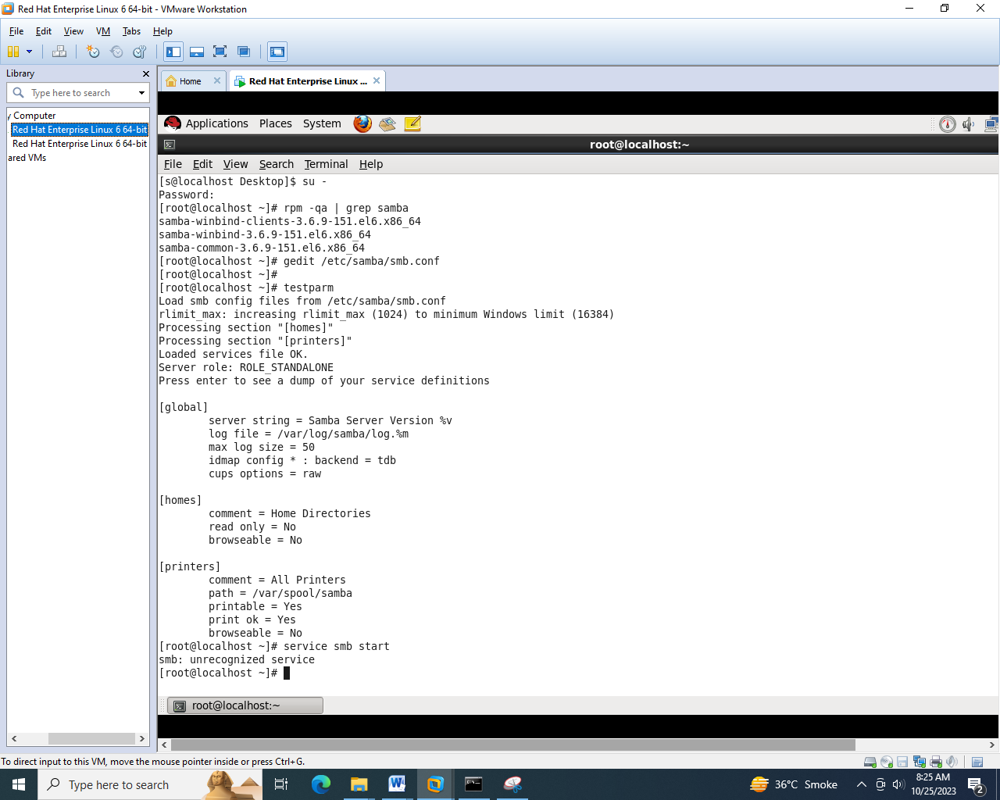 Red Hat Enterprise Linux 6 64-bit - VMware Workstation
File Edit View VM Tabs Help
Library
Type here to search
y Computer
Red Hat Enterprise Linux 6 64-bit
Red Hat Enterprise Linux 6 64-bit
ared VMs
Home
Red Hat Enterprise Linux ...
Applications Places System
root@localhost:~
File Edit View Search Terminal Help
[s@localhost Desktop]$ su -
Password:
[root@localhost ~]# rpm -qa | grep samba
samba-winbind-clients-3.6.9-151.el6.x86_64
samba-winbind-3.6.9-151.el6.x86_64
samba-common-3.6.9-151.el6.x86_64
[root@localhost ~]# gedit /etc/samba/smb.conf
[root@localhost ~]#
[root@localhost ~]# testparm
Load smb config files from /etc/samba/smb.conf
rlimit_max: increasing rlimit_max (1024) to minimum Windows limit (16384)
Processing section "[homes]"
Processing section "[printers]"
Loaded services file OK.
Server role: ROLE_STANDALONE
Press enter to see a dump of your service definitions
[global]
server string = Samba Server Version %v
log file = /var/log/samba/log.%m
max log size = 50
idmap config * : backend = tdb
cups options = raw
[homes]
comment = Home Directories
read only = No
browseable = No
[printers]
comment = All Printers
path = /var/spool/samba
printable = Yes
print ok = Yes
browseable = No
[root@localhost ~]# service smb start
smb: unrecognized service
[root@localhost ~]#
root@localhost:~
To direct input to this VM, move the mouse pointer inside or press Ctrl+G.
Type here to search
36°C Smoke
8:25 AM
10/25/2023
2